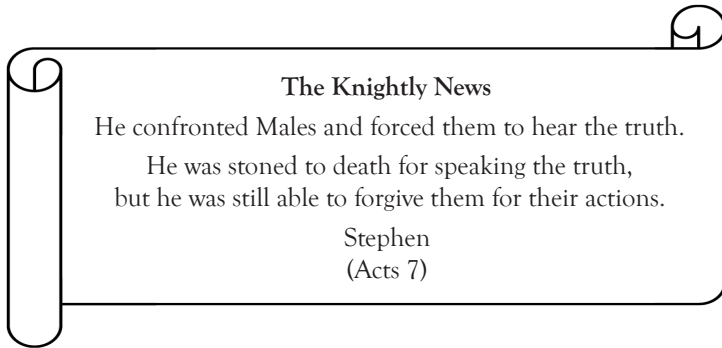 The Knightly News
He confronted Males and forced them to hear the truth.
He was stoned to death for speaking the truth,
but he was still able to forgive them for their actions.
Stephen
(Acts 7)